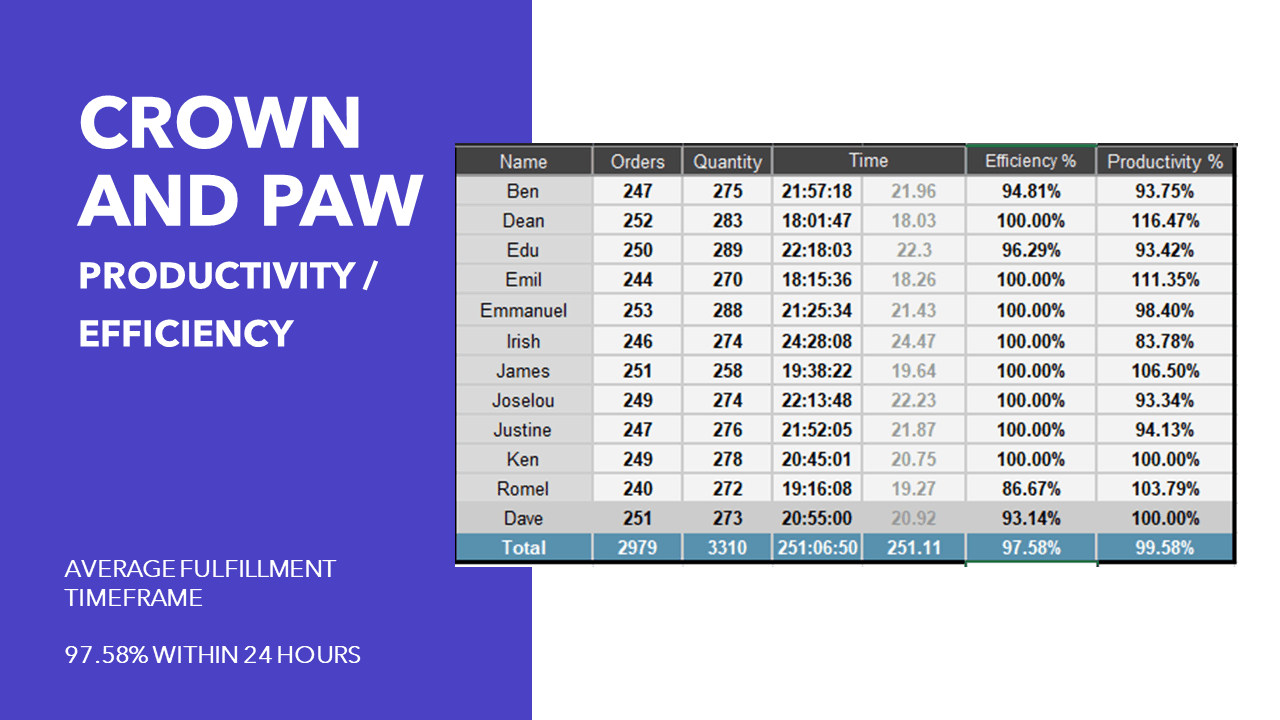 CROWN
AND PAW
PRODUCTIVITY /
EFFICIENCY
AVERAGE FULFILLMENT
TIMEFRAME
97.58% WITHIN 24 HOURS
Name Orders Quantity Time Efficiency % Productivity %
Ben 247 275 21:57:18 21.96 94.81% 93.75%
Dean 252 283 18:01:47 18.03 100.00% 116.47%
Edu 250 289 22:18:03 22.3 96.29% 93.42%
Emil 244 270 18:15:36 18.26 100.00% 111.35%
Emmanuel 253 288 21:25:34 21.43 100.00% 98.40%
Irish 246 274 24:28:08 24.47 100.00% 83.78%
James 251 258 19:38:22 19.64 100.00% 106.50%
Joselou 249 274 22:13:48 22.23 100.00% 93.34%
Justine 247 276 21:52:05 21.87 100.00% 94.13%
Ken 249 278 20:45:01 20.75 100.00% 100.00%
Romel 240 272 19:16:08 19.27 86.67% 103.79%
Dave 251 273 20:55:00 20.92 93.14% 100.00%
Total 2979 3310 251:06:50 251.11 97.58% 99.58%